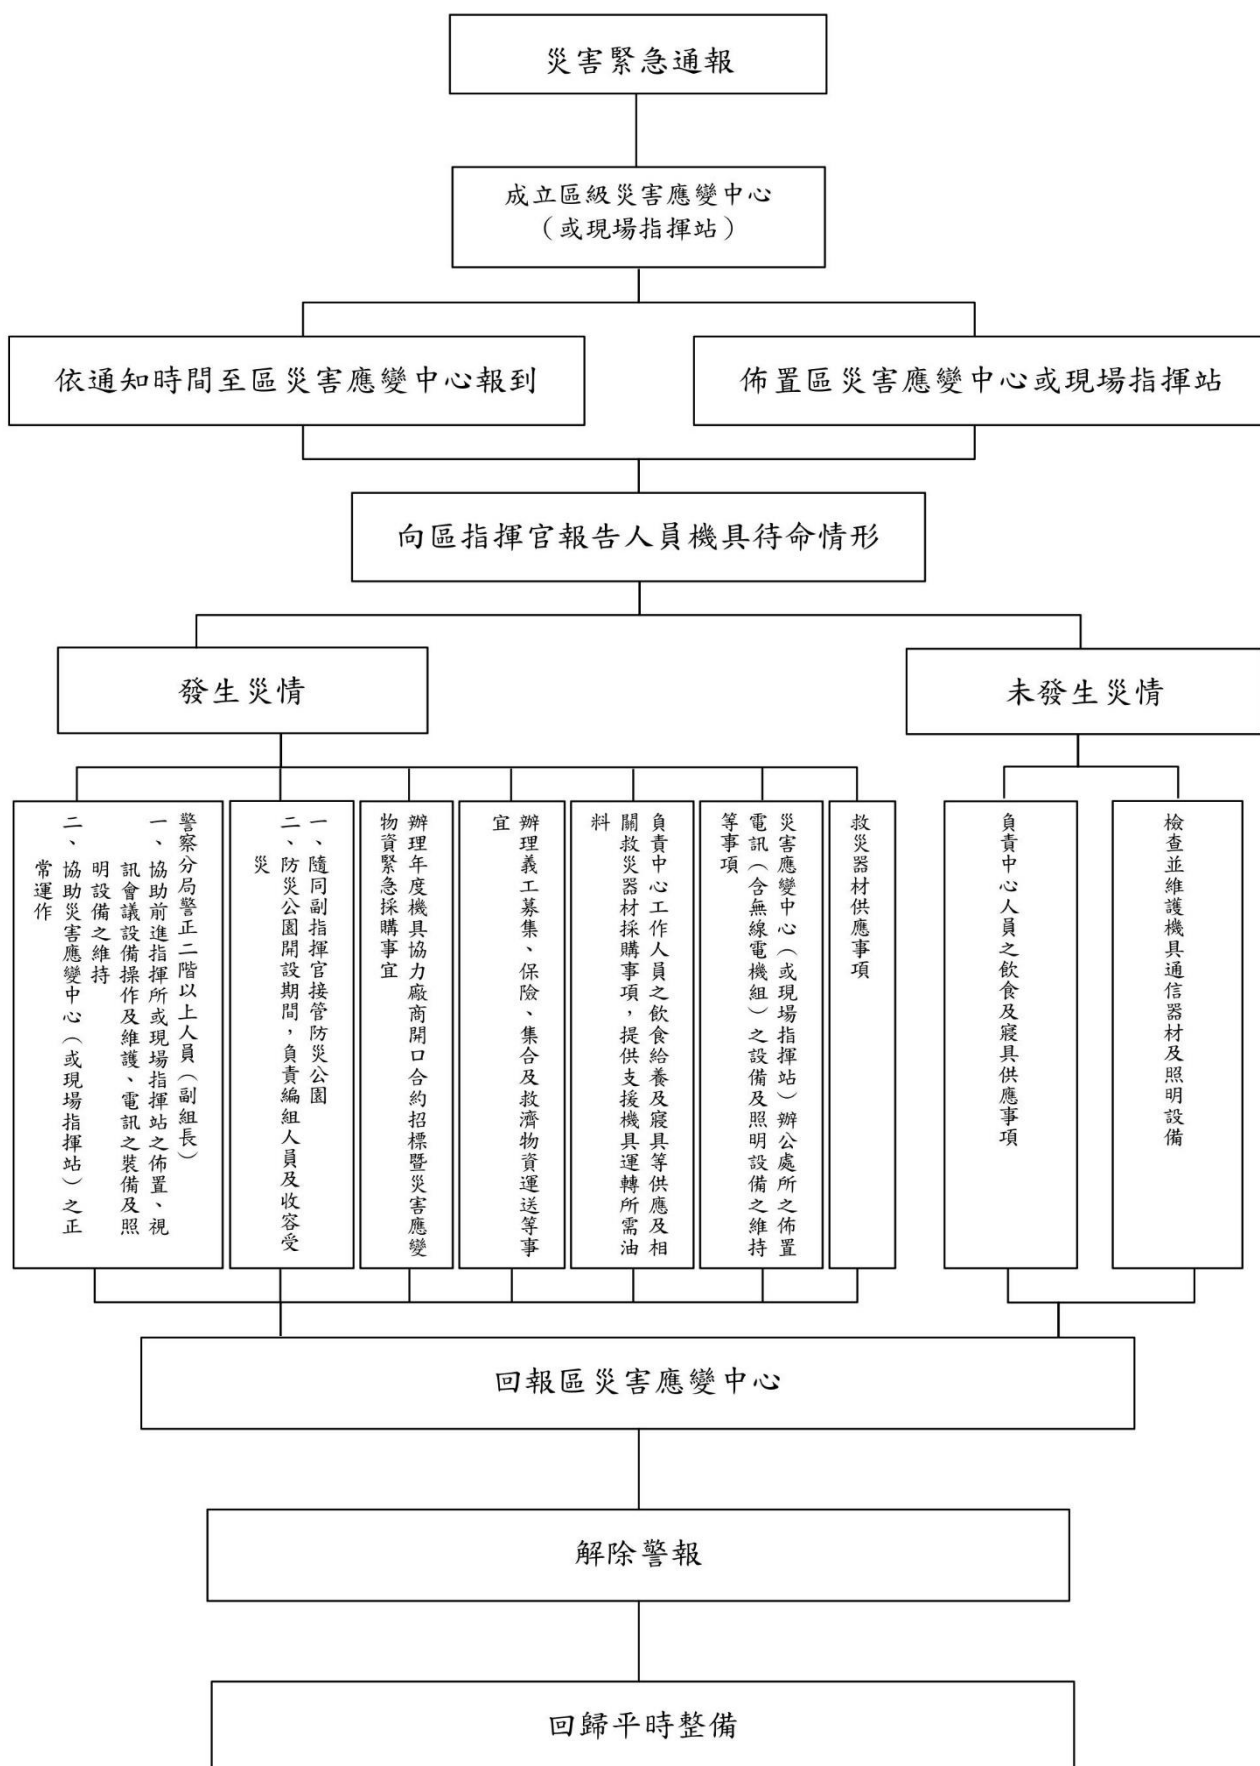 災害緊急通報
成立區級災害應變中心
（或現場指揮站）
依通知時間至區災害應變中心報到
佈置區災害應變中心或現場指揮站
向區指揮官報告人員機具待命情形
發生災情
未發生災情
警察分局警正二階以上人員（副組長）
一、協助前進指揮所或現場指揮站之佈置、視
訊會議設備操作及維護、電訊之裝備及照
明設備之維持
二、協助災害應變中心（或現場指揮站）之正
常運作
一、隨同副指揮官接管防災公園
二、防災公園開設期間，負責編組人員及收容受
災
辦理年度機具協力廠商開口合約招標暨災害應變
物資緊急採購事宜
辦理義工募集、保險、集合及救濟物資運送等事
宜
負責中心工作人員之飲食給養及寢具等供應及相
關救災器材採購事項，提供支援機具運轉所需油
料
災害應變中心（或現場指揮站）辦公處所之佈置
電訊（含無線電機組）之設備及照明設備之維持
等事項
救災器材供應事項
負責中心人員之飲食及寢具供應事項
檢查並維護機具通信器材及照明設備
回報區災害應變中心
解除警報
回歸平時整備